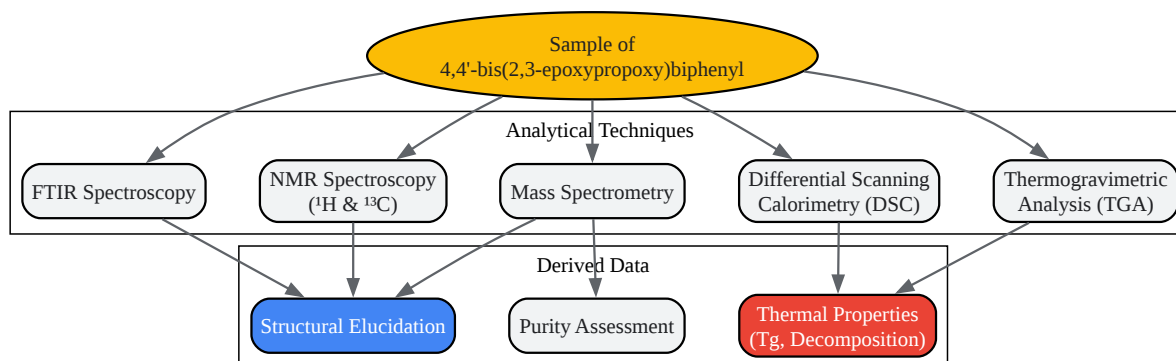 Sample of
4,4'-bis(2,3-epoxypropoxy)biphenyl
Analytical Techniques
FTIR Spectroscopy
NMR Spectroscopy
(¹H & ¹³C)
Mass Spectrometry
Differential Scanning
Calorimetry (DSC)
Thermogravimetric
Analysis (TGA)
Derived Data
Structural Elucidation
Purity Assessment
Thermal Properties
(Tg, Decomposition)